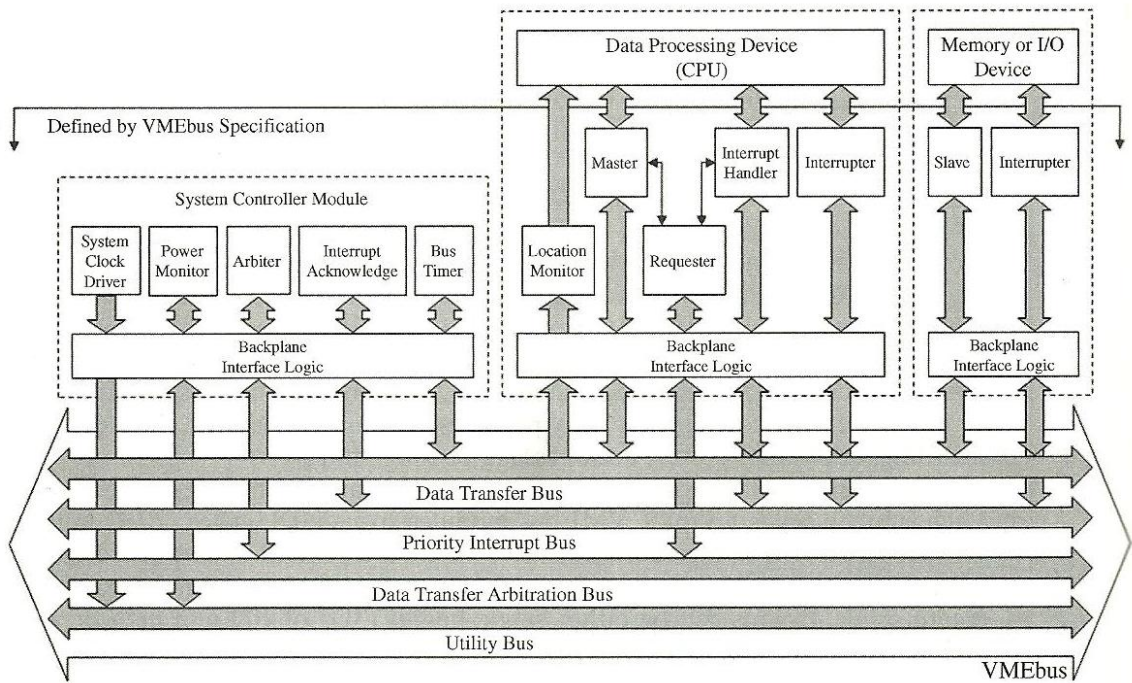 Data Processing Device
(CPU)
Memory or I/O
Device
Defined by VMEbus Specification
Master
Interrupt
Handler
Interrupter
Slave
Interrupter
System Controller Module
System
Clock
Driver
Power
Monitor
Arbiter
Interrupt
Acknowledge
Bus
Timer
Location
Monitor
Requester
Backplane
Interface Logic
Backplane
Interface Logic
Backplane
Interface Logic
Data Transfer Bus
Priority Interrupt Bus
Data Transfer Arbitration Bus
Utility Bus
VMEbus